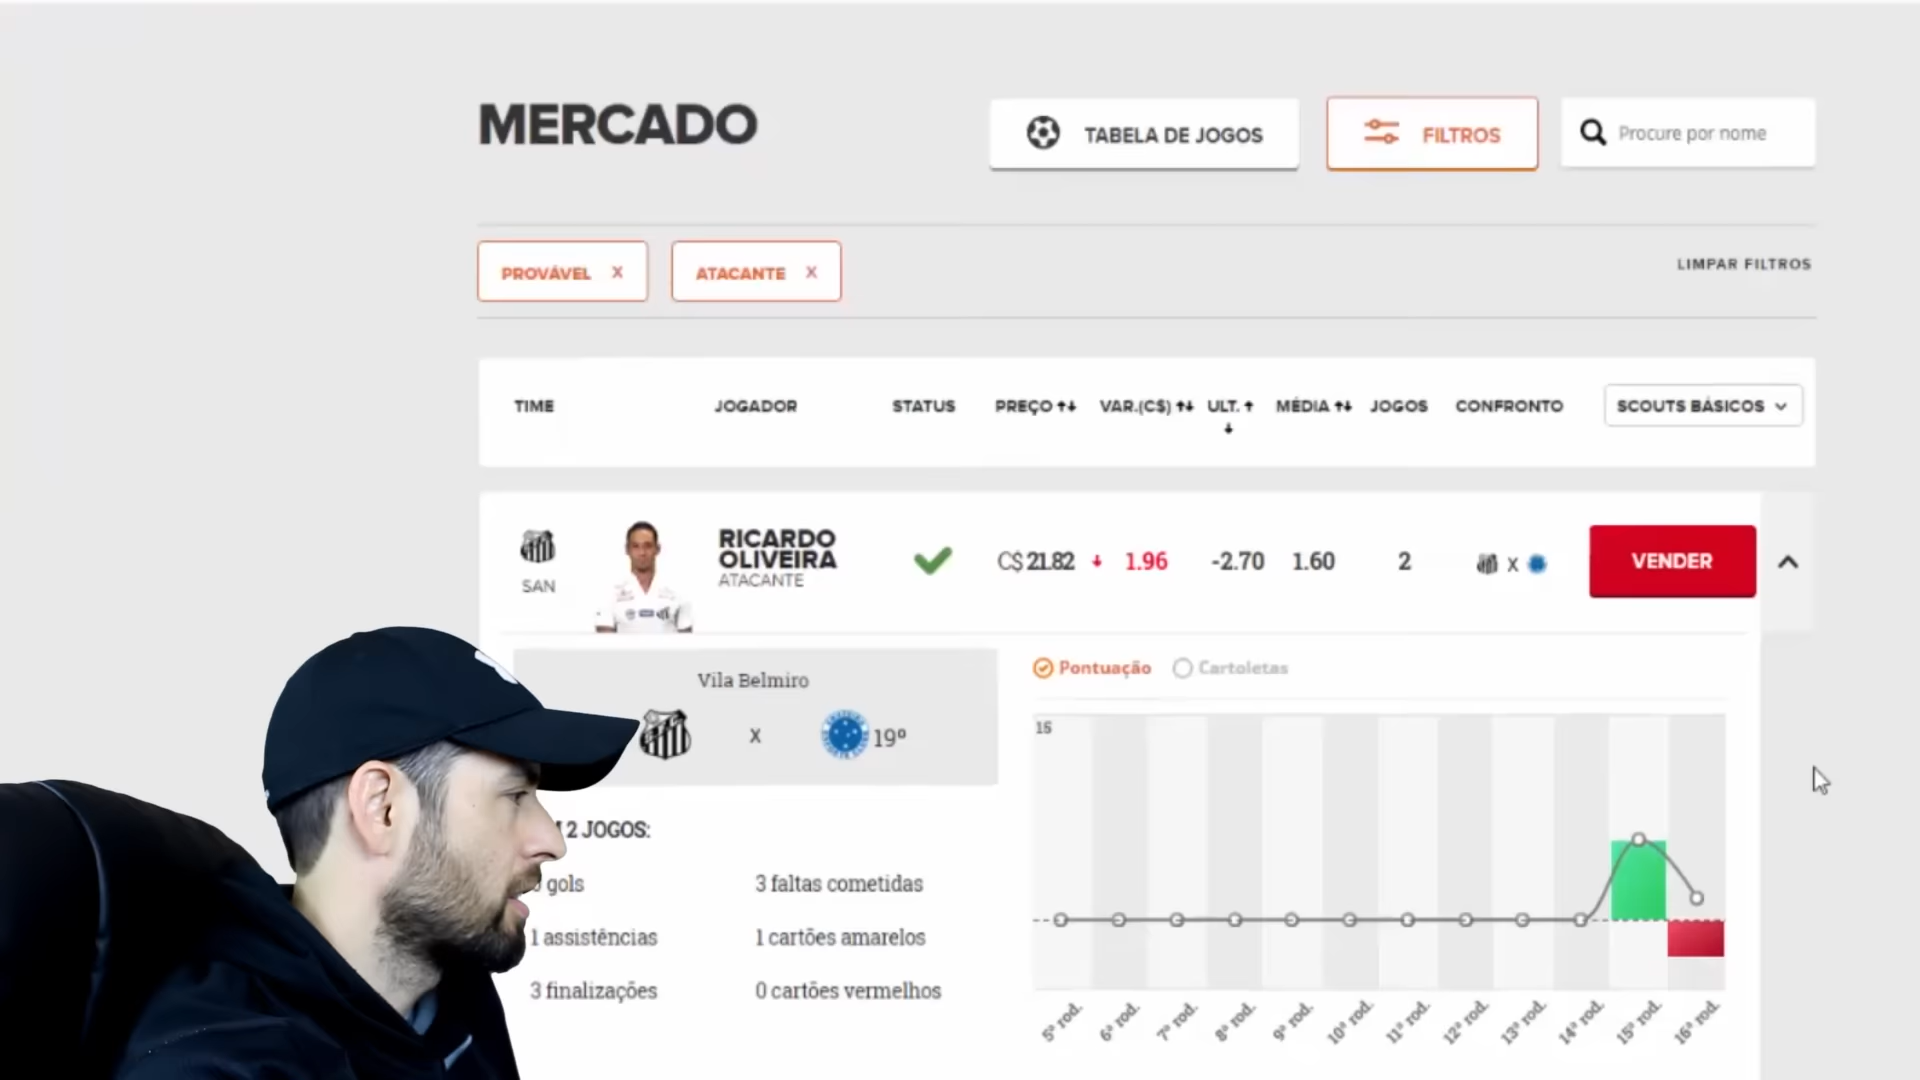 MERCADO
TABELA DE JOGOS
FILTROS
Procure por nome
PROVÁVEL X
ATACANTE X
LIMPAR FILTROS
TIME JOGADOR STATUS PREÇO VAR.(C$) ULT. MÉDIA JOGOS CONFRONTO SCOUTS BÁSICOS
SAN
RICARDO
OLIVEIRA
ATACANTE
C$ 21.82 1.96 -2.70 1.60 2 X
VENDER
Vila Belmiro
X 19º
2 JOGOS:
gols
3 faltas cometidas
1 assistências
1 cartões amarelos
3 finalizações
0 cartões vermelhos
Pontuação Cartoletas
15
5ª rod. 6ª rod. 7ª rod. 8ª rod. 9ª rod. 10ª rod. 11ª rod. 12ª rod. 13ª rod. 14ª rod. 15ª rod. 16ª rod.